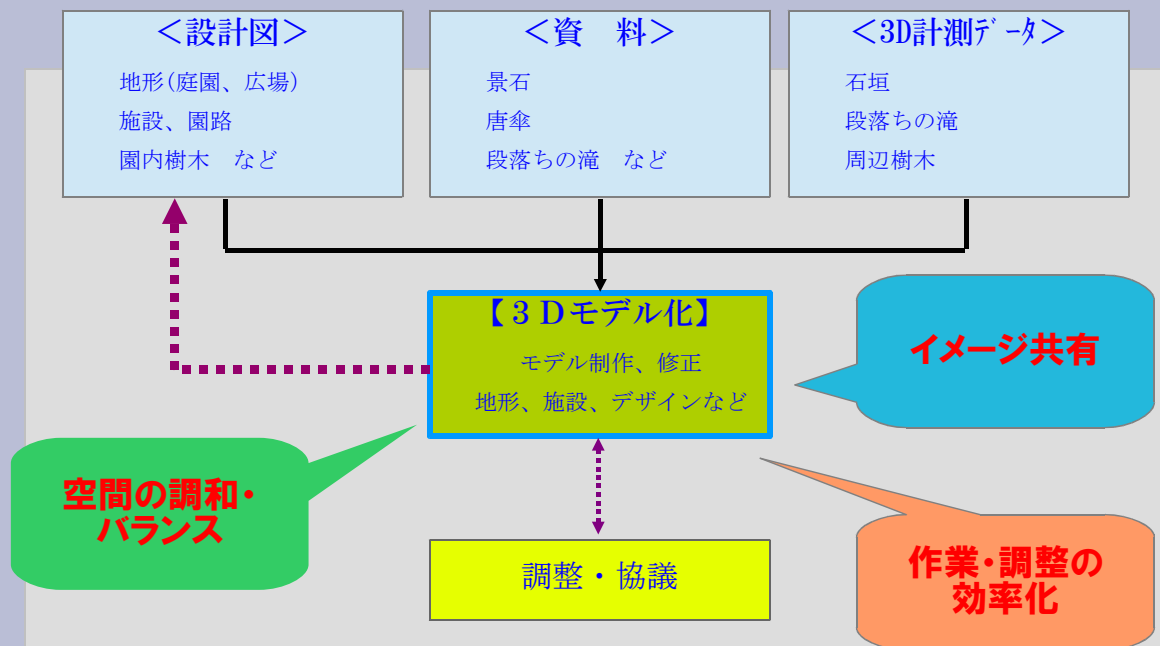 ＜設計図＞
地形(庭園、広場)
施設、園路
園内樹木　など
＜資　料＞
景石
唐傘
段落ちの滝　など
＜3D計測ﾃﾞｰﾀ＞
石垣
段落ちの滝
周辺樹木
【３Ｄモデル化】
モデル制作、修正
地形、施設、デザインなど
イメージ共有
空間の調和・
バランス
調整・協議
作業・調整の
効率化